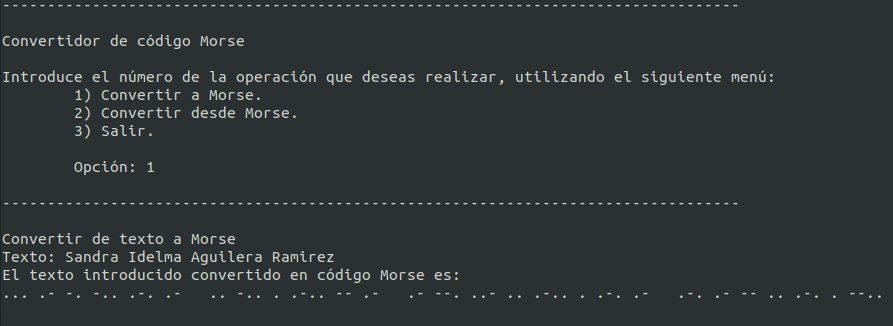 ----------------------------------------------------------------------------------
Convertidor de código Morse
Introduce el número de la operación que deseas realizar, utilizando el siguiente menú:
1) Convertir a Morse.
2) Convertir desde Morse.
3) Salir.
Opción: 1
----------------------------------------------------------------------------------
Convertir de texto a Morse
Texto: Sandra Idelma Aguilera Ramirez
El texto introducido convertido en código Morse es:
... .- -. -.. .-. .-   .. -.. . .-.. -- .-   .- --. ..- .. .-.. . .-. .-   .-. .- -- .. .-. . --..